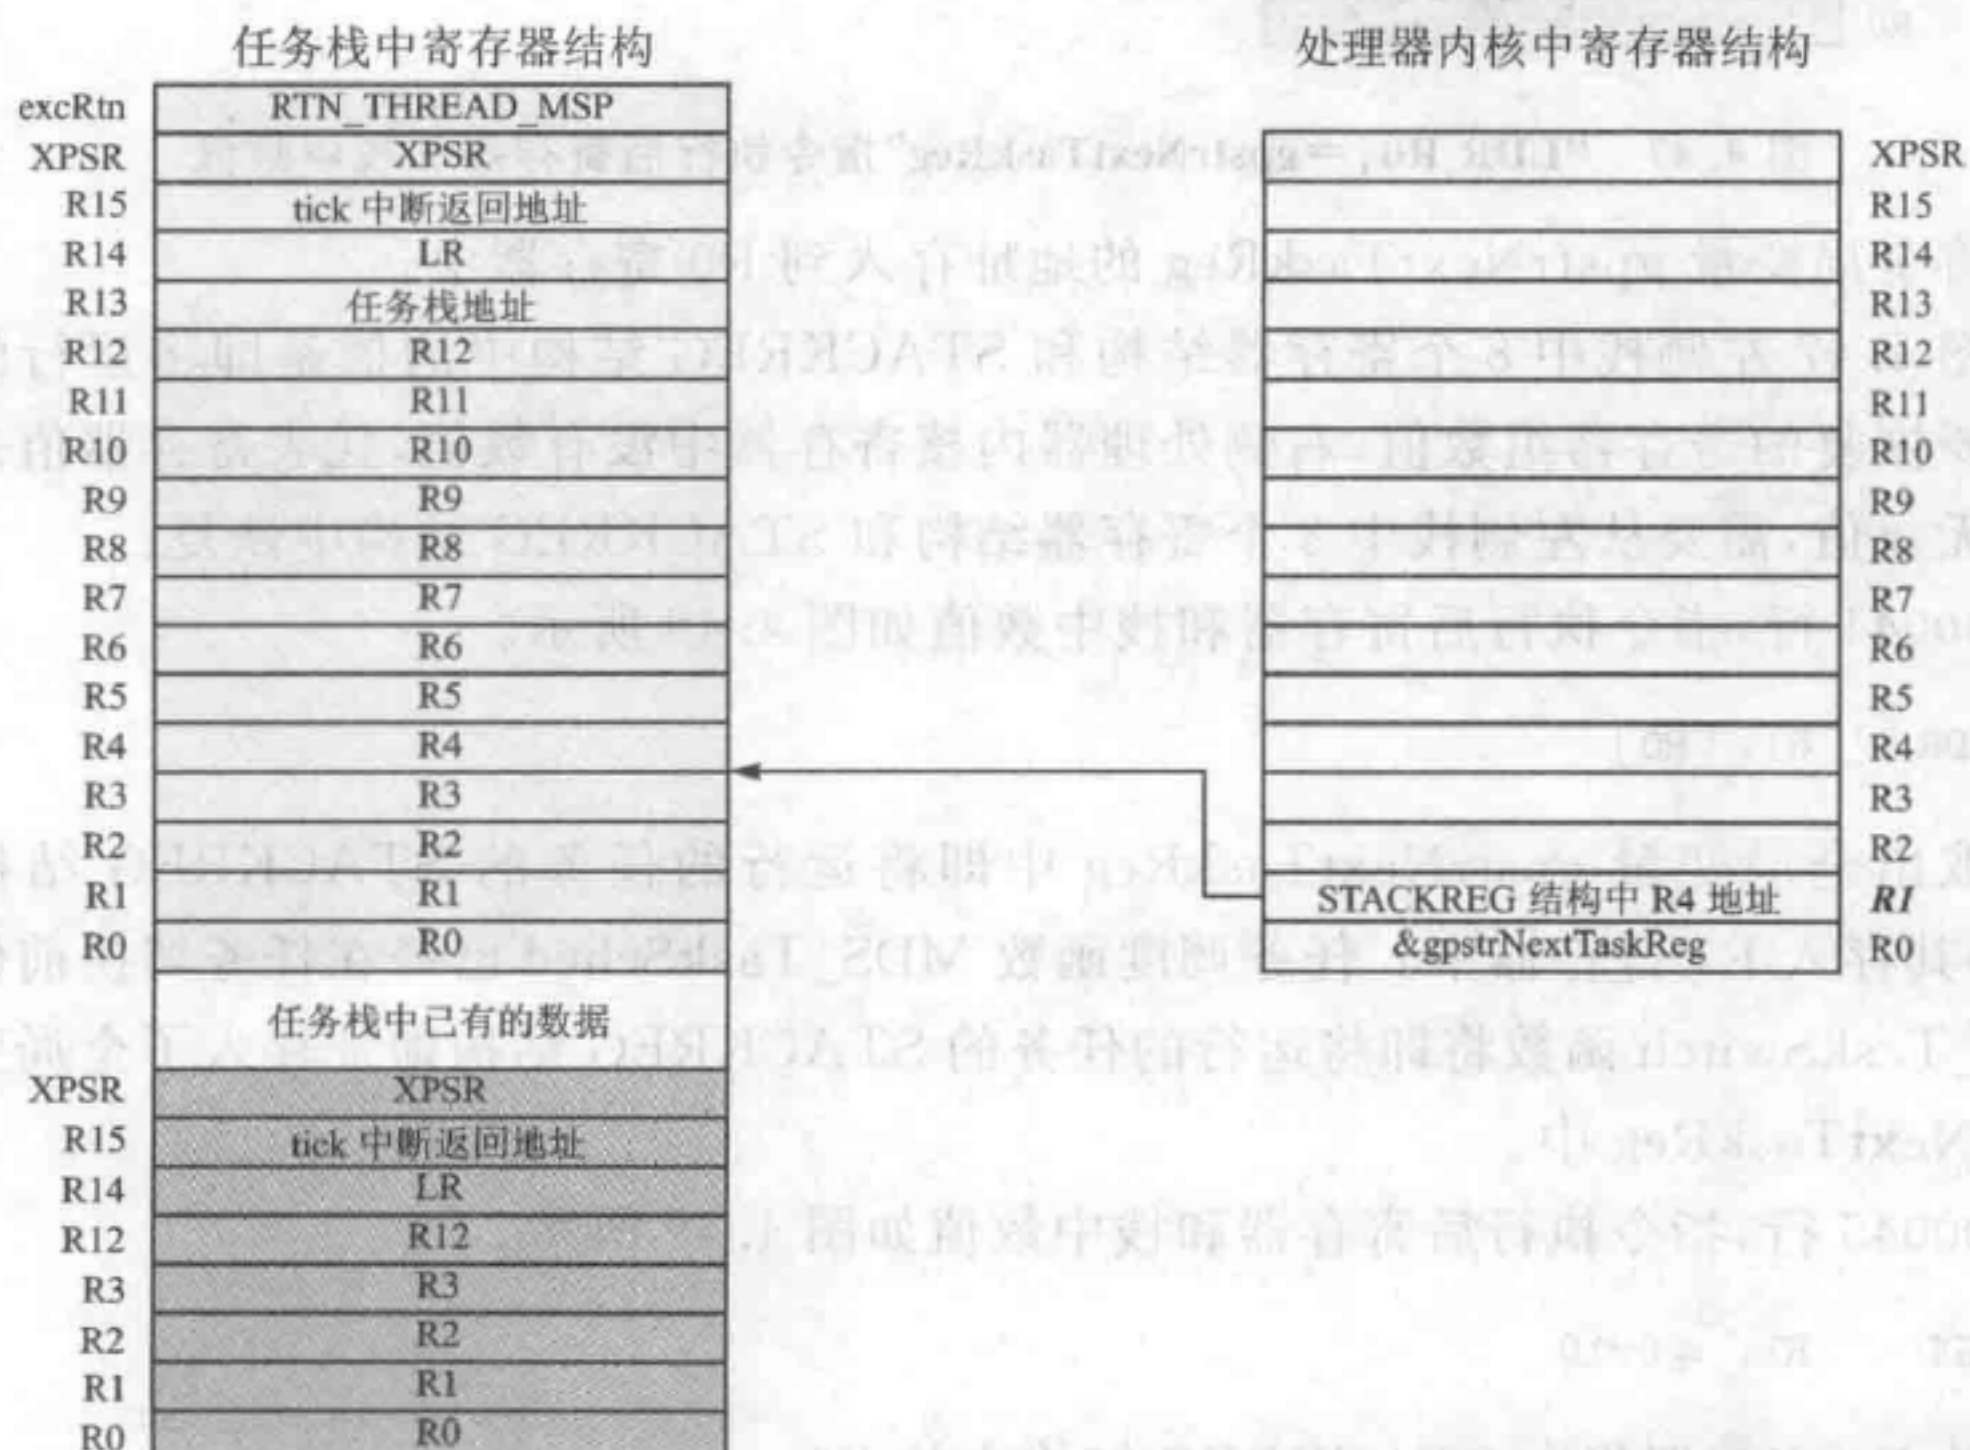 任务栈中寄存器结构
excRtn RTN_THREAD_MSP
XPSR XPSR
R15 tick 中断返回地址
R14 LR
R13 任务栈地址
R12 R12
R11 R11
R10 R10
R9 R9
R8 R8
R7 R7
R6 R6
R5 R5
R4 R4
R3 R3
R2 R2
R1 R1
R0 R0
任务栈中已有的数据
XPSR XPSR
R15 tick 中断返回地址
R14 LR
R12 R12
R3 R3
R2 R2
R1 R1
R0 R0
处理器内核中寄存器结构
XPSR
R15
R14
R13
R12
R11
R10
R9
R8
R7
R6
R5
R4
R3
R2
STACKREG 结构中 R4 地址 R1
&gpstrNextTaskReg R0